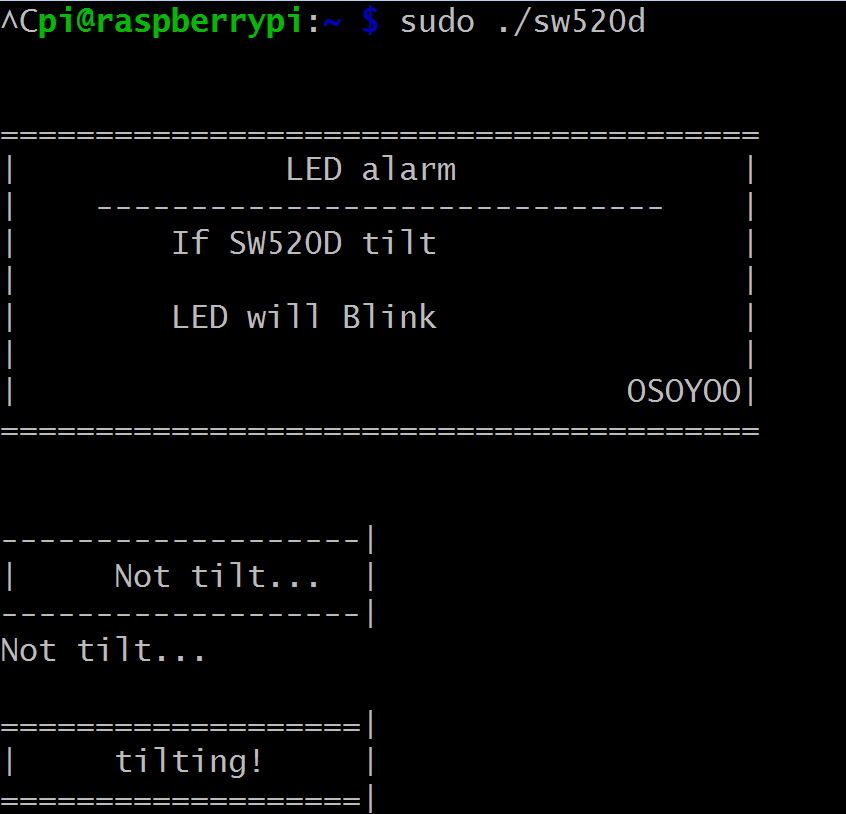 ^Cpi@raspberrypi:~ $ sudo ./sw520d
========================================
|              LED alarm               |
|    ------------------------------    |
|        If SW520D tilt                |
|                                      |
|        LED will Blink                |
|                                      |
|                                OSOYOO|
========================================
-------------------|
|     Not tilt...  |
-------------------|
Not tilt...
===================|
|     tilting!     |
===================|